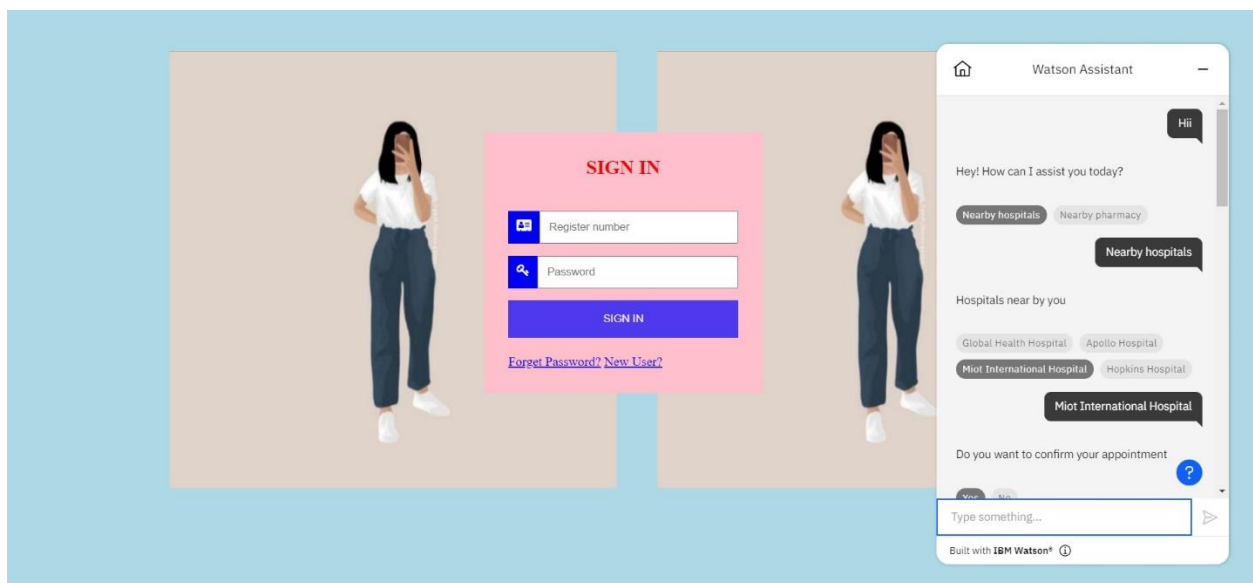 SIGN IN
Register number
Password
SIGN IN
Forget Password? New User?
Watson Assistant
Hii
Hey! How can I assist you today?
Nearby hospitals Nearby pharmacy
Nearby hospitals
Hospitals near by you
Global Health Hospital Apollo Hospital
Miot International Hospital Hopkins Hospital
Miot International Hospital
Do you want to confirm your appointment
?
Yes No
Type something...
Built with IBM Watson®